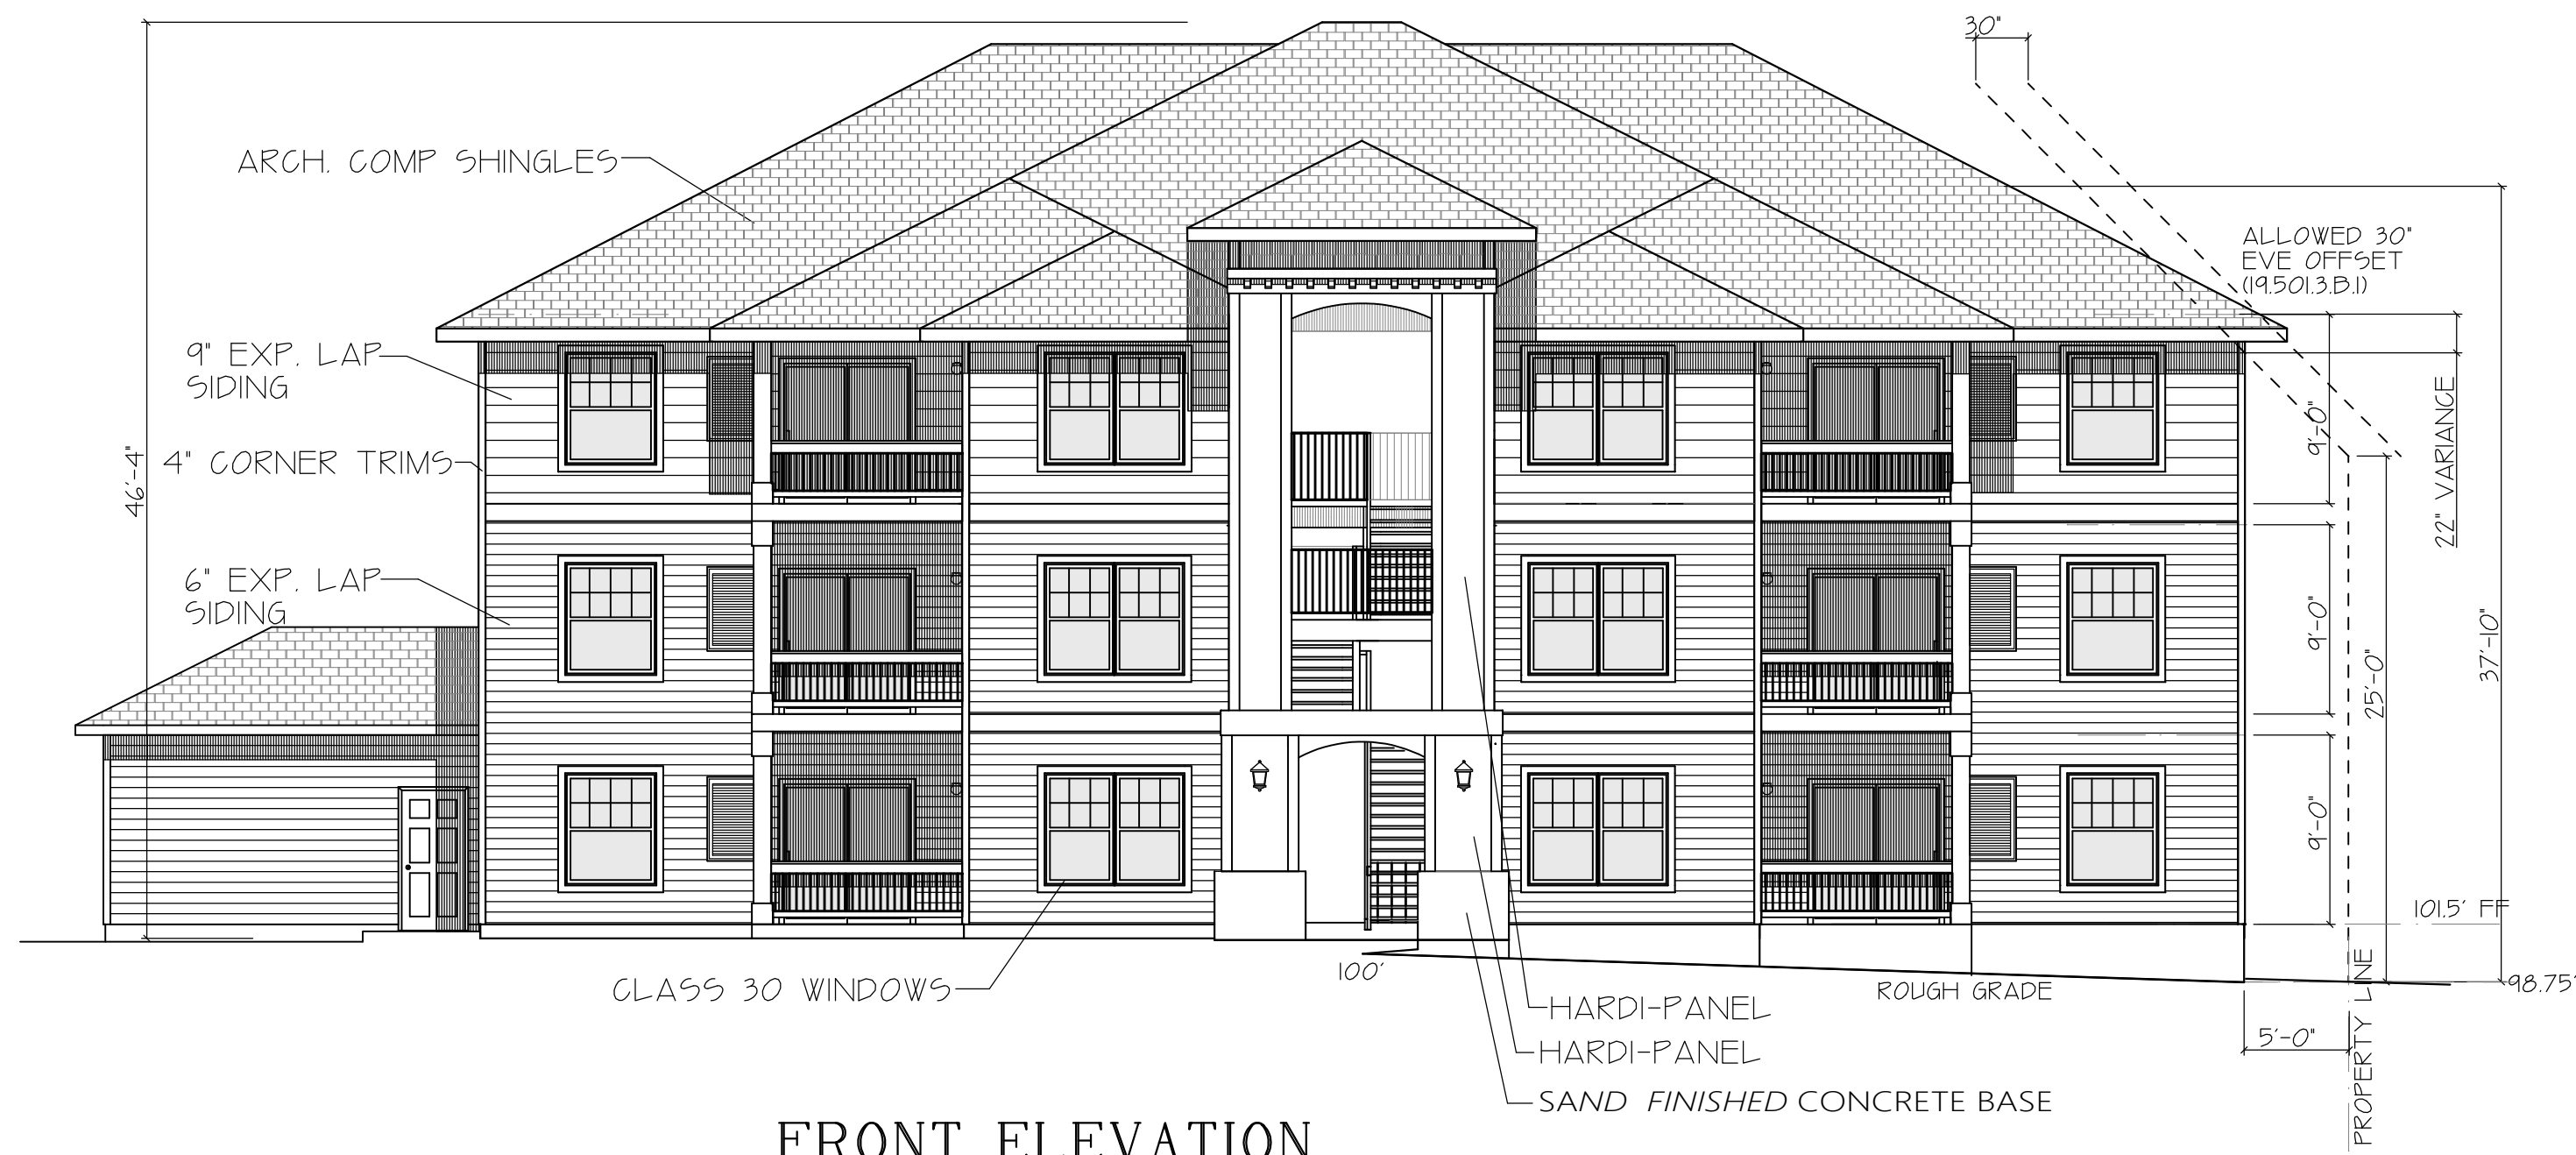 30"
ARCH. COMP SHINGLES
ALLOWED 30"
EVE OFFSET
(19.501.3.B.1)
9" EXP. LAP
SIDING
4" CORNER TRIMS
46'-4"
9'-0"
22" VARIANCE
6" EXP. LAP
SIDING
9'-0"
37'-10"
25'-0"
9'-0"
101.5' FF
100'
CLASS 30 WINDOWS
ROUGH GRADE
98.75'
HARDI-PANEL
HARDI-PANEL
5'-0"
PROPERTY LINE
SAND FINISHED CONCRETE BASE
FRONT ELEVATION